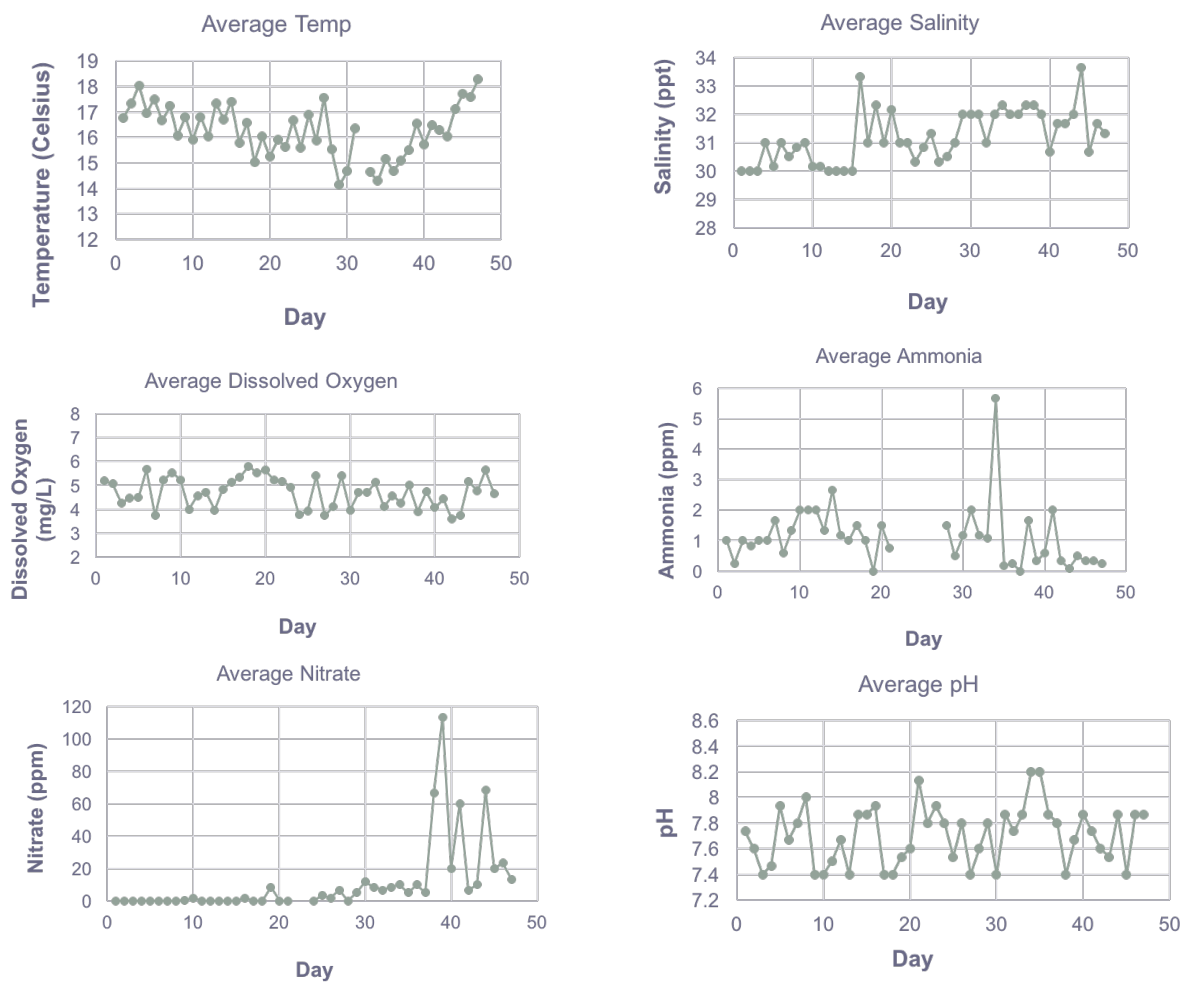 Average Temp
Temperature (Celsius)
19
18
17
16
15
14
13
12
0 10 20 30 40 50
Day
Average Salinity
Salinity (ppt)
34
33
32
31
30
29
28
0 10 20 30 40 50
Day
Average Dissolved Oxygen
Dissolved Oxygen
(mg/L)
8
7
6
5
4
3
2
0 10 20 30 40 50
Day
Average Ammonia
Ammonia (ppm)
6
5
4
3
2
1
0
0 10 20 30 40 50
Day
Average Nitrate
Nitrate (ppm)
120
100
80
60
40
20
0
0 10 20 30 40 50
Day
Average pH
pH
8.6
8.4
8.2
8
7.8
7.6
7.4
7.2
0 10 20 30 40 50
Day